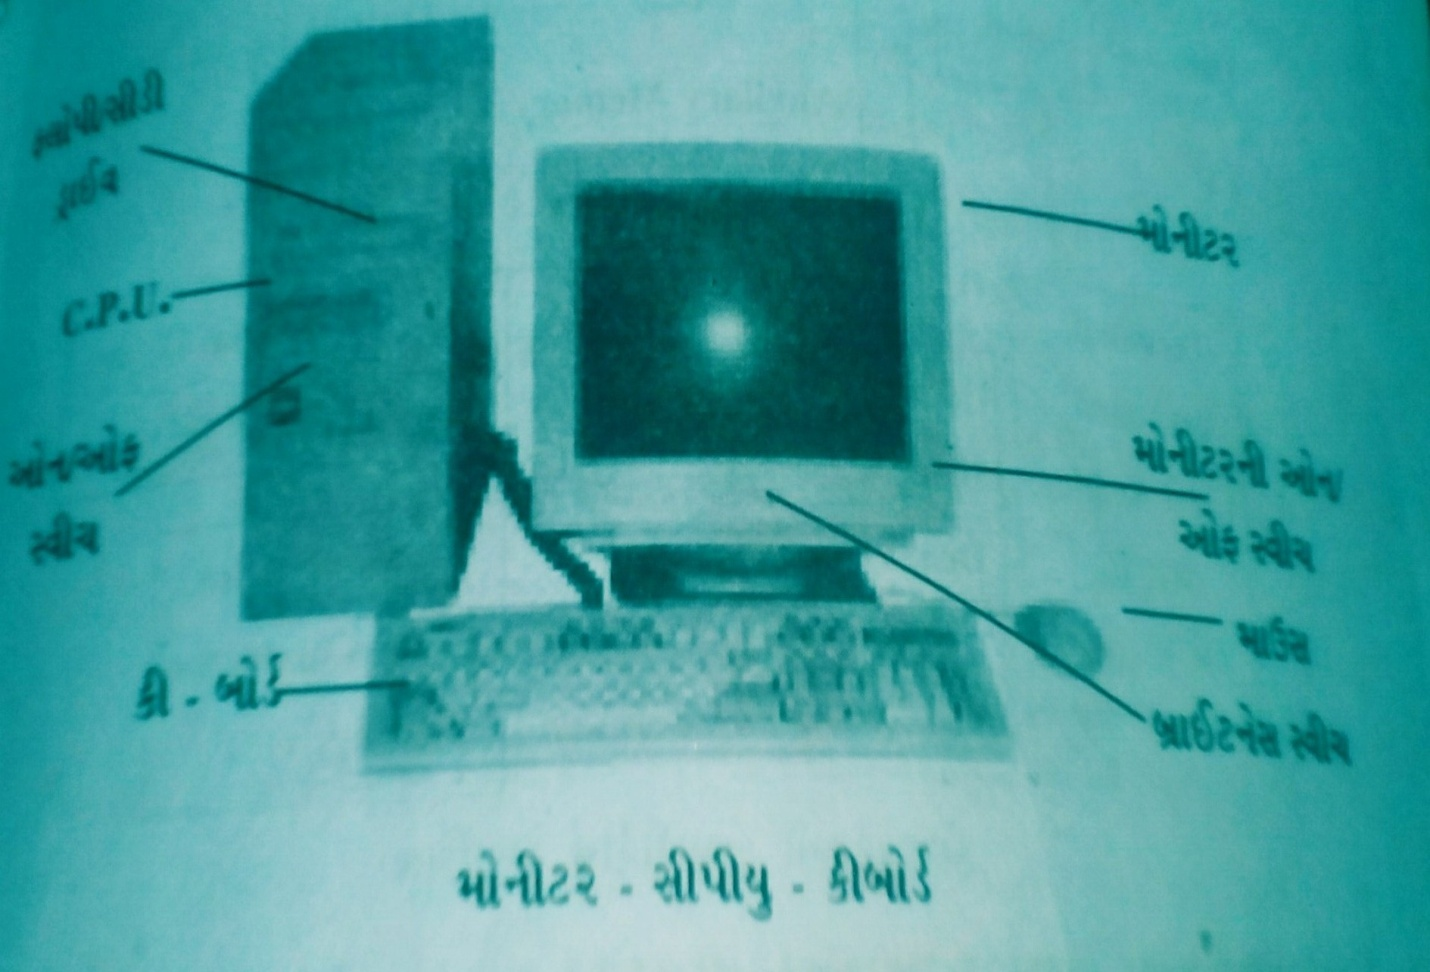 ફ્લોપી/સીડી
ડ્રાઈવ
C.P.U.
ઓન/ઓફ
સ્વીચ
કી - બોર્ડ
મોનીટર
મોનીટરની ઓન/
ઓફ સ્વીચ
માઉસ
બ્રાઈટનેસ સ્વીચ
મોનીટર - સીપીયુ - કીબોર્ડ